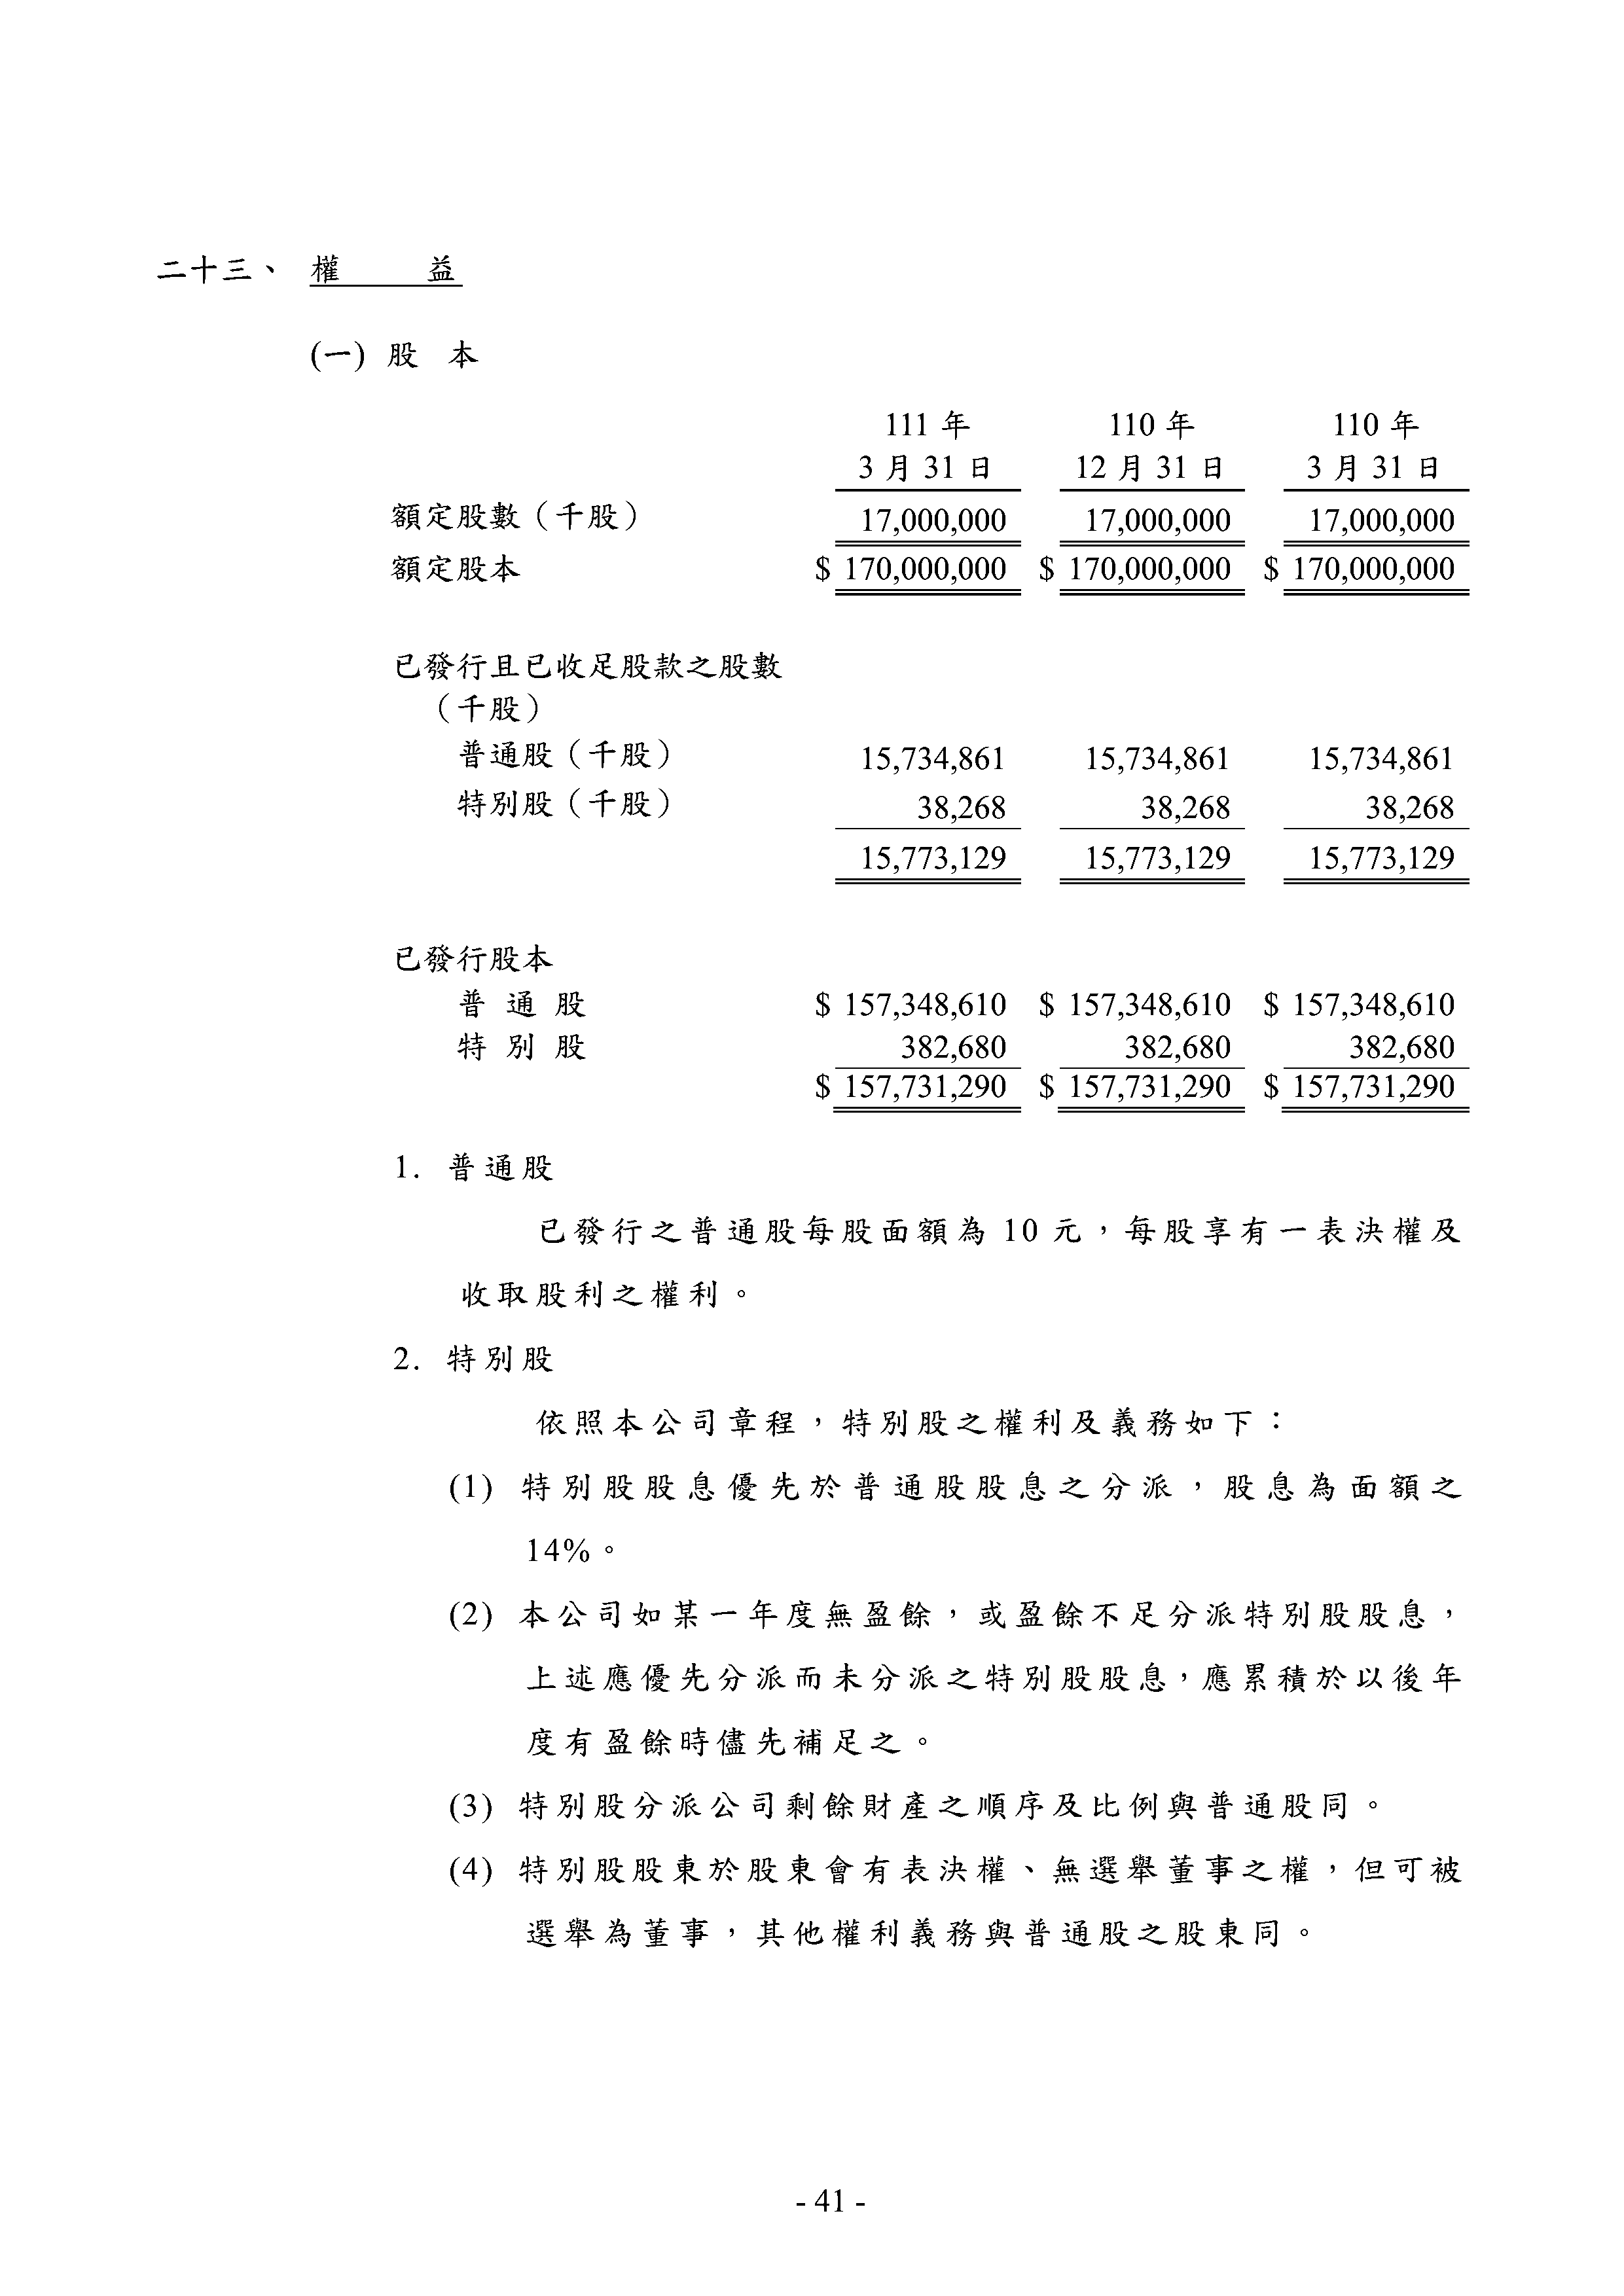 二十三、 權 益
(一) 股 本
111 年 110 年 110 年
3 月 31 日 12 月 31 日 3 月 31 日
額定股數（千股） 17,000,000 17,000,000 17,000,000
額定股本 $ 170,000,000 $ 170,000,000 $ 170,000,000
已發行且已收足股款之股數
（千股）
普通股（千股） 15,734,861 15,734,861 15,734,861
特別股（千股） 38,268 38,268 38,268
15,773,129 15,773,129 15,773,129
已發行股本
普 通 股 $ 157,348,610 $ 157,348,610 $ 157,348,610
特 別 股 382,680 382,680 382,680
$ 157,731,290 $ 157,731,290 $ 157,731,290
1. 普通股
已發行之普通股每股面額為 10 元，每股享有一表決權及
收取股利之權利。
2. 特別股
依照本公司章程，特別股之權利及義務如下：
(1) 特別股股息優先於普通股股息之分派，股息為面額之
14%。
(2) 本公司如某一年度無盈餘，或盈餘不足分派特別股股息，
上述應優先分派而未分派之特別股股息，應累積於以後年
度有盈餘時儘先補足之。
(3) 特別股分派公司剩餘財產之順序及比例與普通股同。
(4) 特別股股東於股東會有表決權、無選舉董事之權，但可被
選舉為董事，其他權利義務與普通股之股東同。
- 41 -